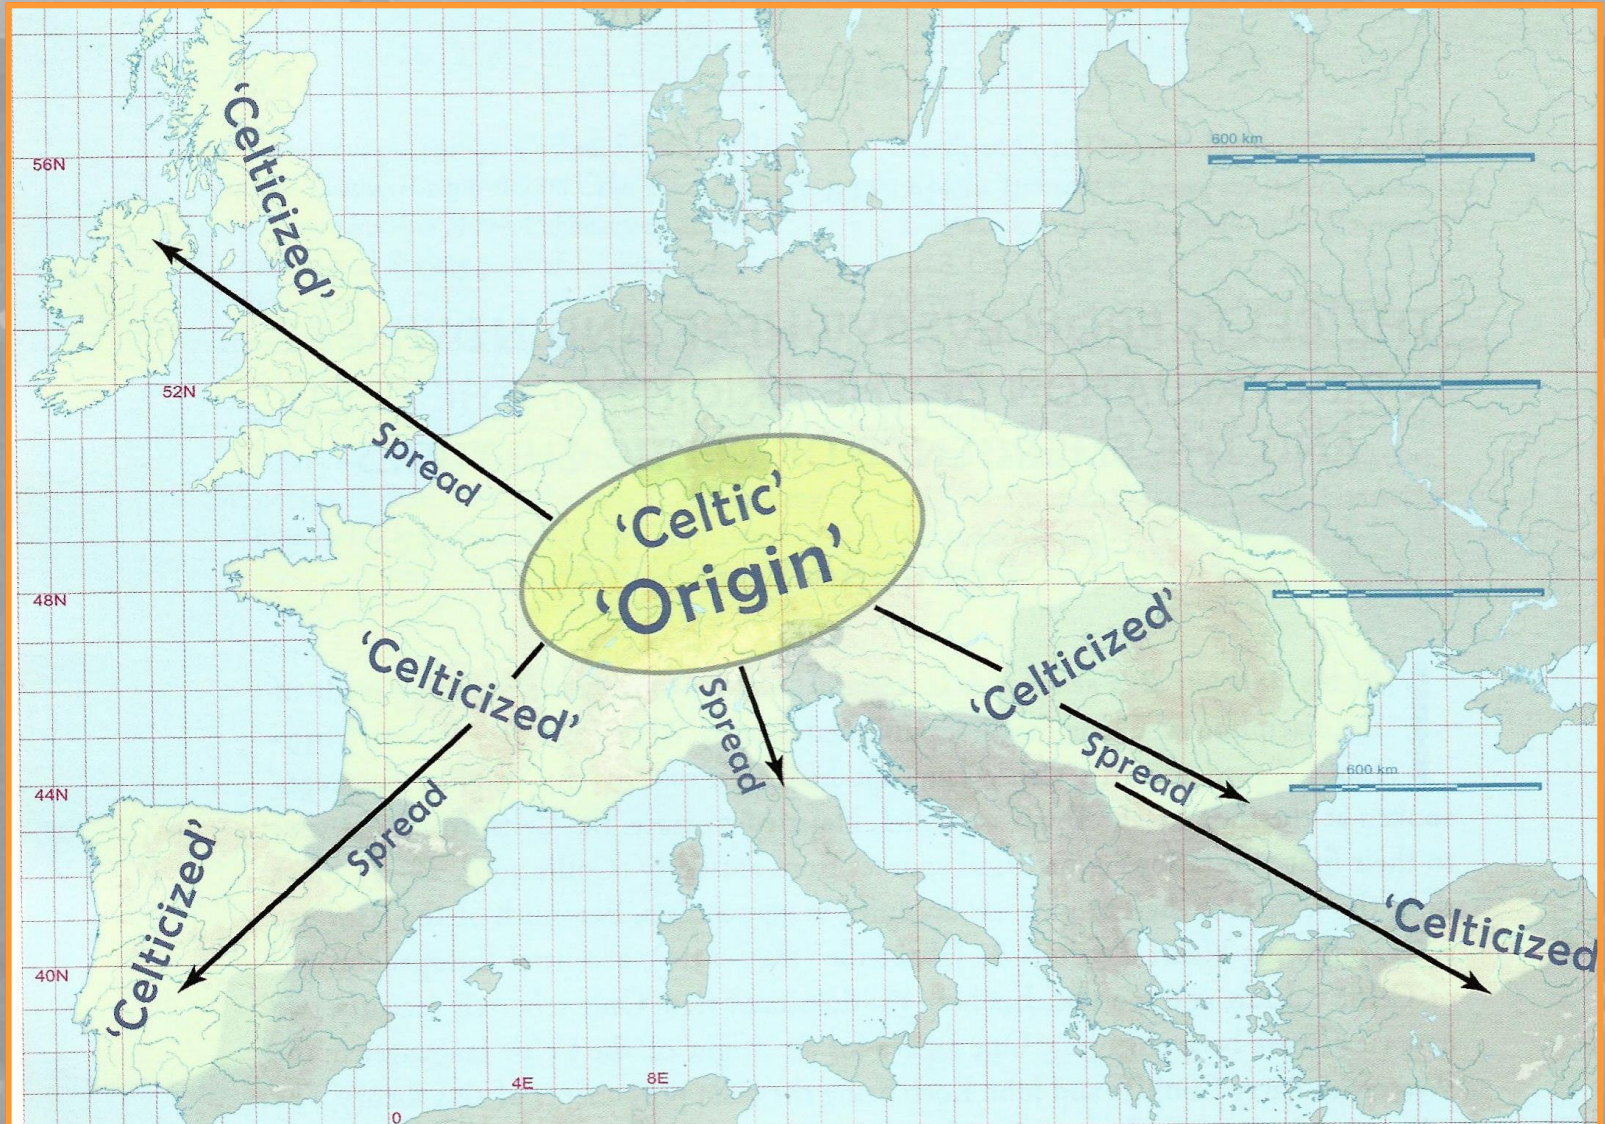 600 km
56N
'Celticized'
52N
Spread
'Celtic'
'Origin'
48N
'Celticized'
'Celticized'
Spread
Spread
600 km
44N
Spread
'Celticized'
'Celticized
40N
4E
8E
0